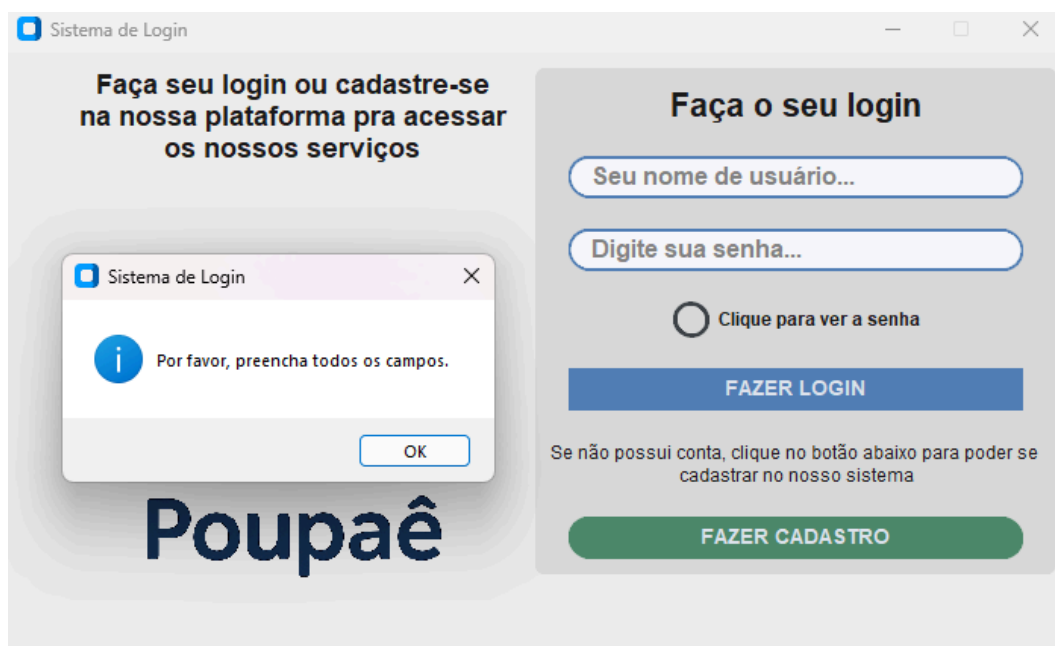 Sistema de Login
Faça seu login ou cadastre-se
na nossa plataforma pra acessar
os nossos serviços
Sistema de Login
Por favor, preencha todos os campos.
OK
Poupaê
Faça o seu login
Seu nome de usuário...
Digite sua senha...
Clique para ver a senha
FAZER LOGIN
Se não possui conta, clique no botão abaixo para poder se
cadastrar no nosso sistema
FAZER CADASTRO